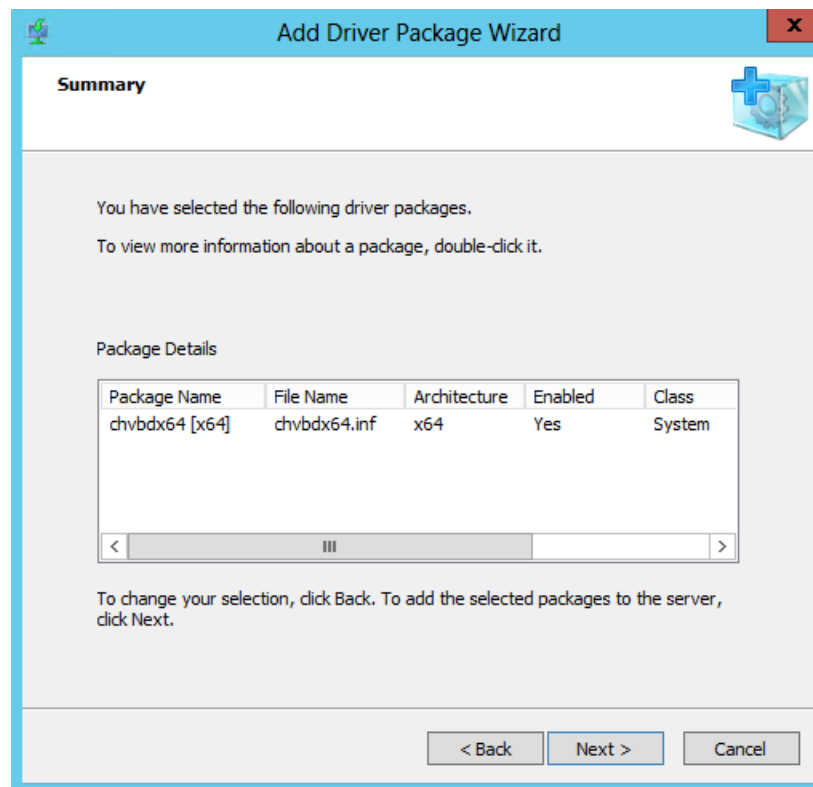 Add Driver Package Wizard
x
Summary
You have selected the following driver packages.
To view more information about a package, double-click it.
Package Details
Package Name File Name Architecture Enabled Class
chvbdx64 [x64] chvbdx64.inf x64 Yes System
To change your selection, click Back. To add the selected packages to the server,
click Next.
< Back Next > Cancel